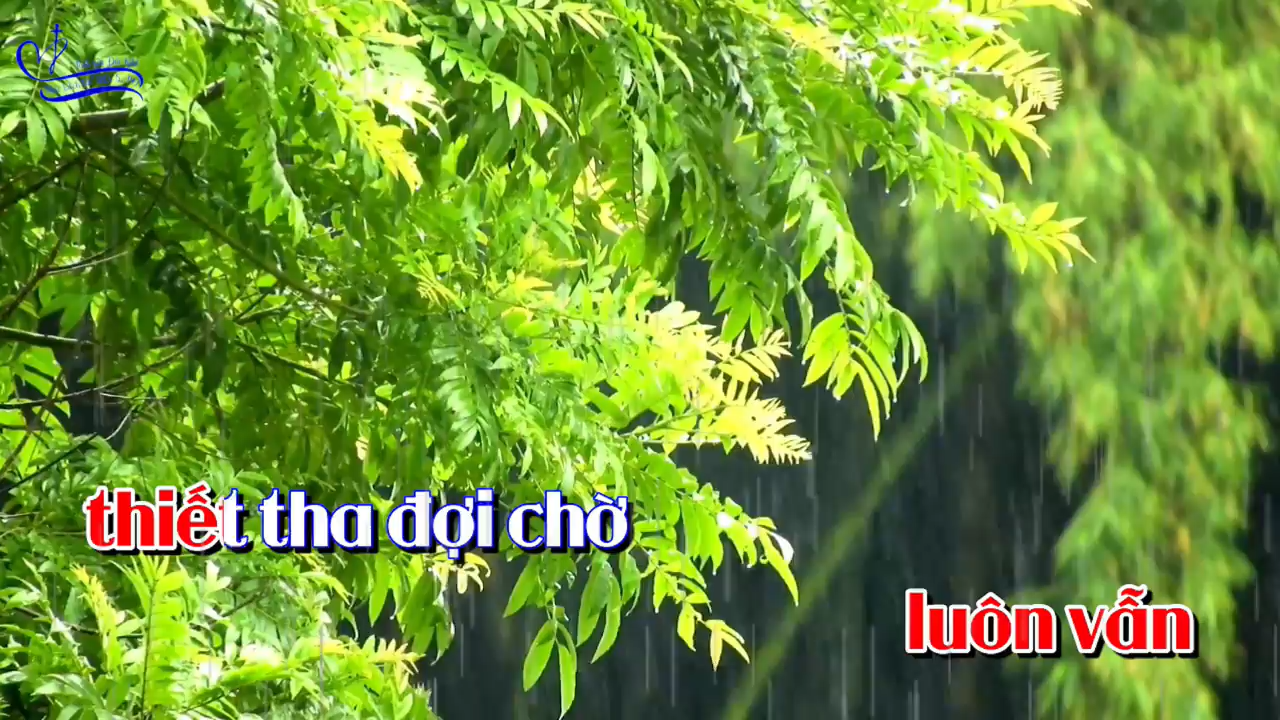 thiết tha đợi chờ
luôn vẫn